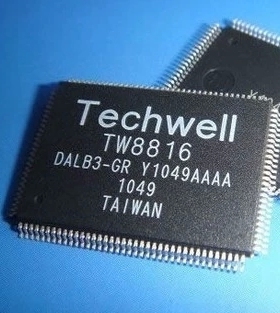 Techwell
TW8816
DALB3-GR Y1049AAAA
1049
TAIWAN